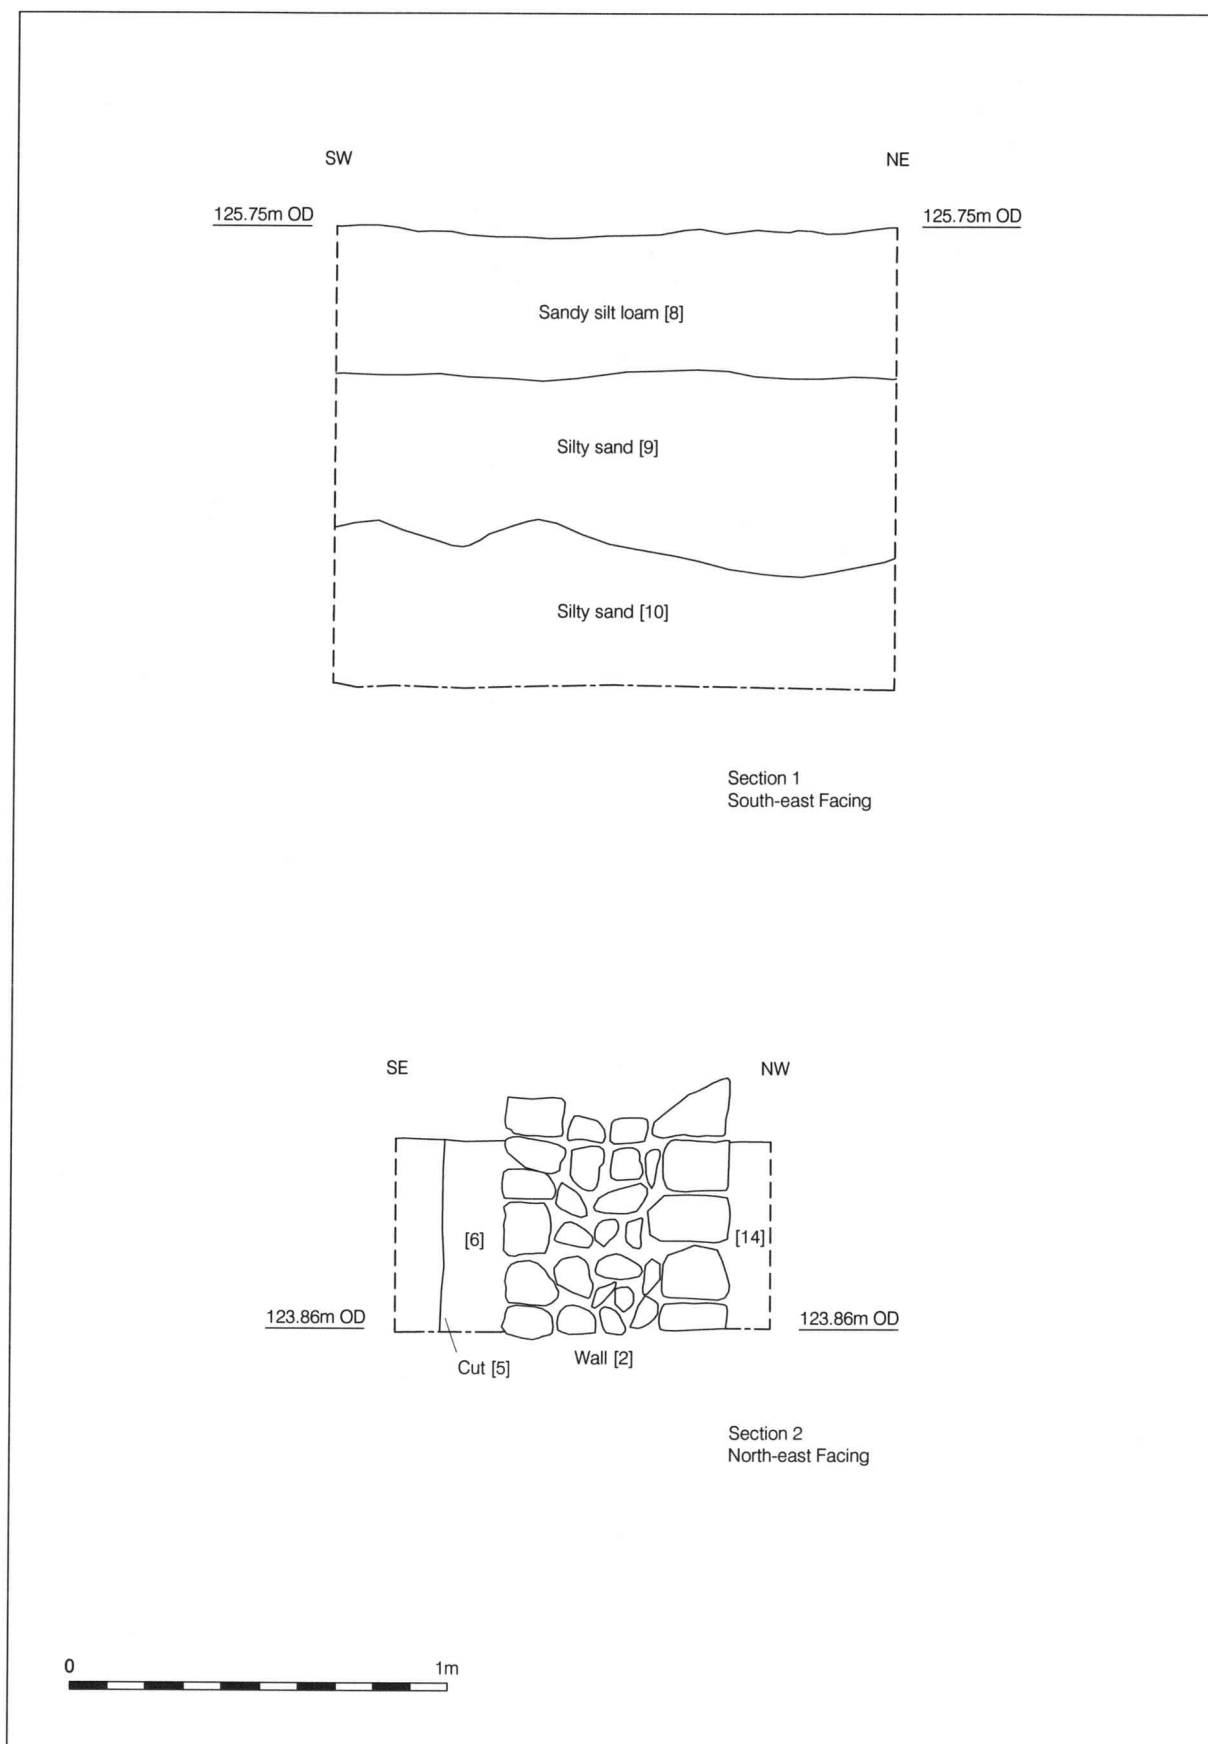 SW
NE
125.75m OD
125.75m OD
Sandy silt loam [8]
Silty sand [9]
Silty sand [10]
Section 1
South-east Facing
SE
NW
[6]
[14]
123.86m OD
123.86m OD
Cut [5]
Wall [2]
Section 2
North-east Facing
0
1m